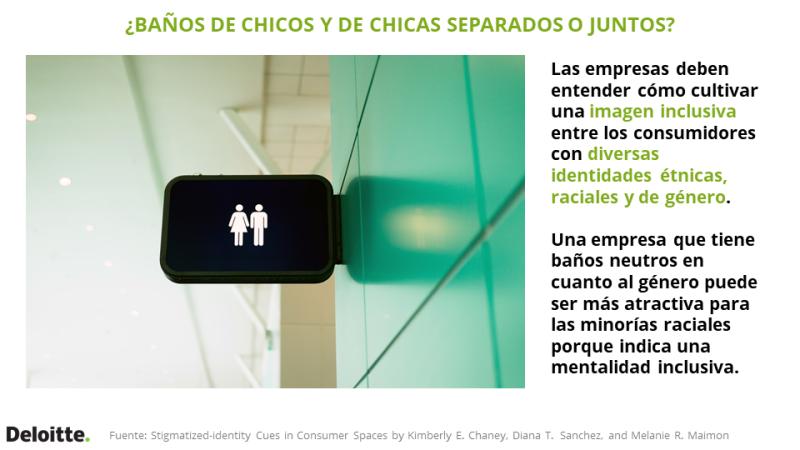 ¿BAÑOS DE CHICOS Y DE CHICAS SEPARADOS O JUNTOS?
Las empresas deben
entender cómo cultivar
una imagen inclusiva
entre los consumidores
con diversas
identidades étnicas,
raciales y de género.
Una empresa que tiene
baños neutros en
cuanto al género puede
ser más atractiva para
las minorías raciales
porque indica una
mentalidad inclusiva.
Deloitte.
Fuente: Stigmatized-identity Cues in Consumer Spaces by Kimberly E. Chaney, Diana T. Sanchez, and Melanie R. Maimon